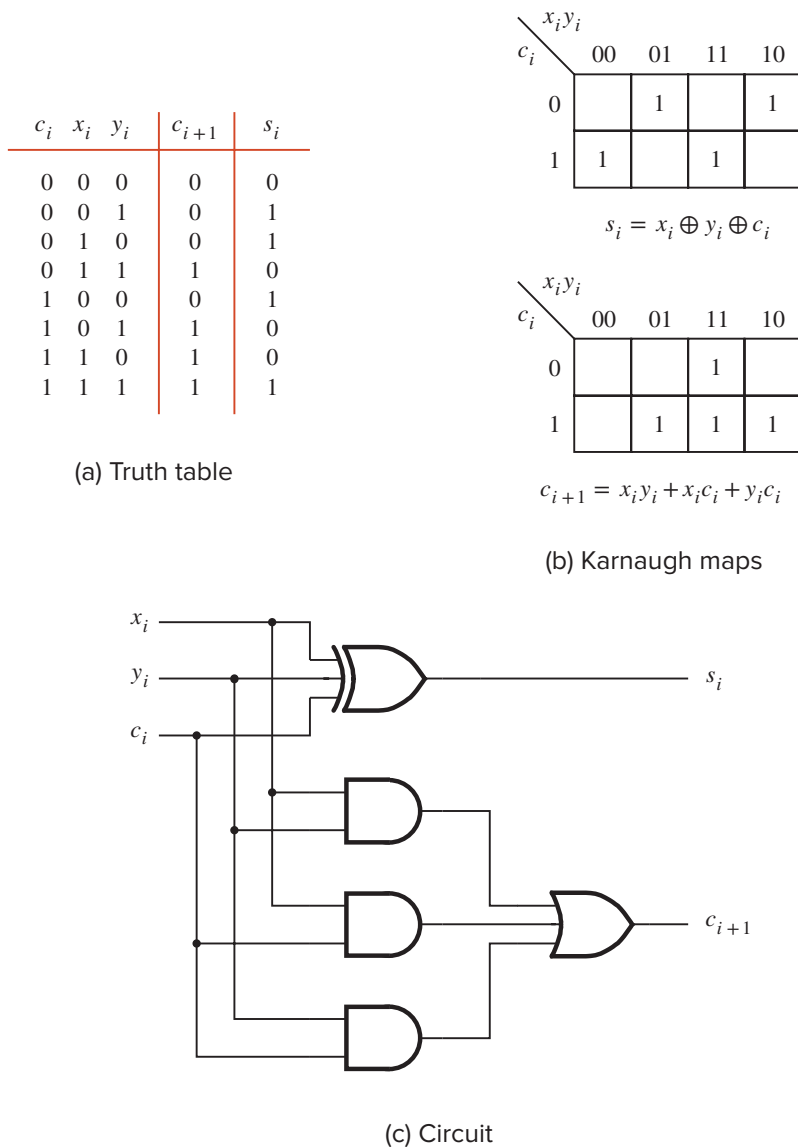 c_i x_i y_i c_{i+1} s_i
0 0 0 0 0
0 0 1 0 1
0 1 0 0 1
0 1 1 1 0
1 0 0 0 1
1 0 1 1 0
1 1 0 1 0
1 1 1 1 1
(a) Truth table
x_i y_i
c_i 00 01 11 10
0 1 1
1 1 1
s_i = x_i ⊕ y_i ⊕ c_i
x_i y_i
c_i 00 01 11 10
0 1
1 1 1 1
c_{i+1} = x_i y_i + x_i c_i + y_i c_i
(b) Karnaugh maps
x_i
y_i s_i
c_i
c_{i+1}
(c) Circuit